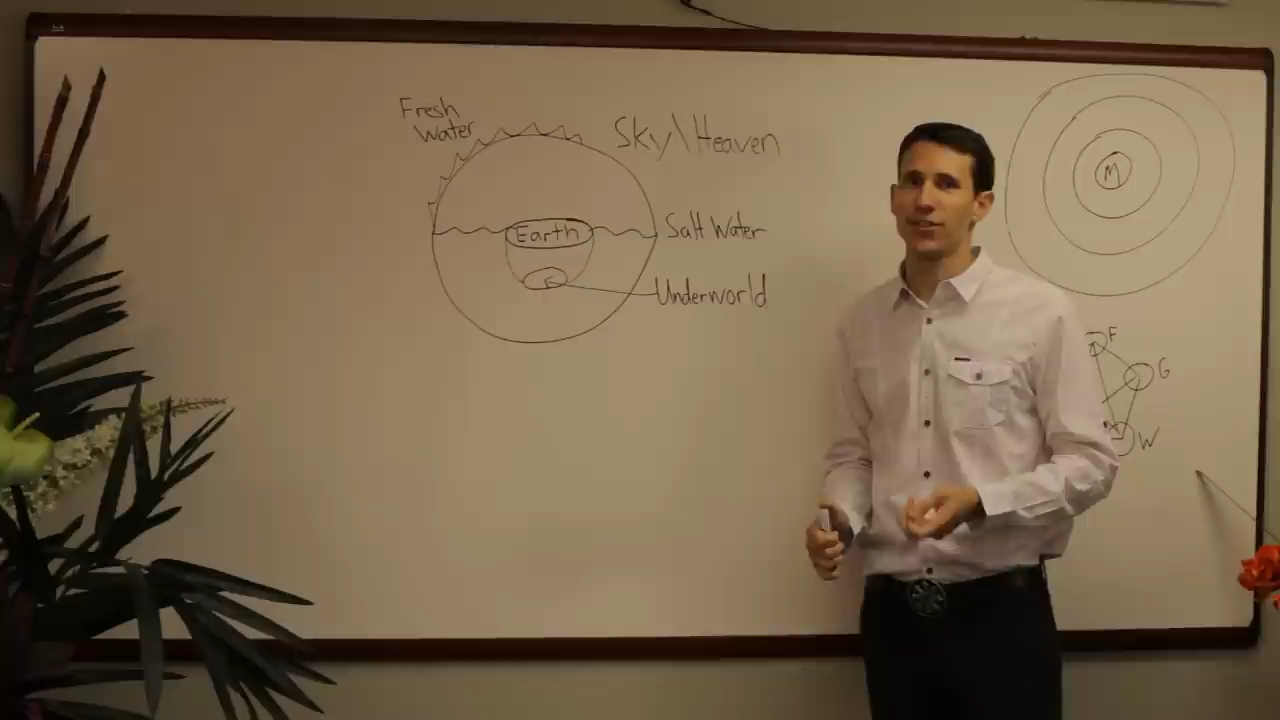 Fresh
Water
Sky\Heaven
Earth
Salt Water
Underworld
M
F
G
W